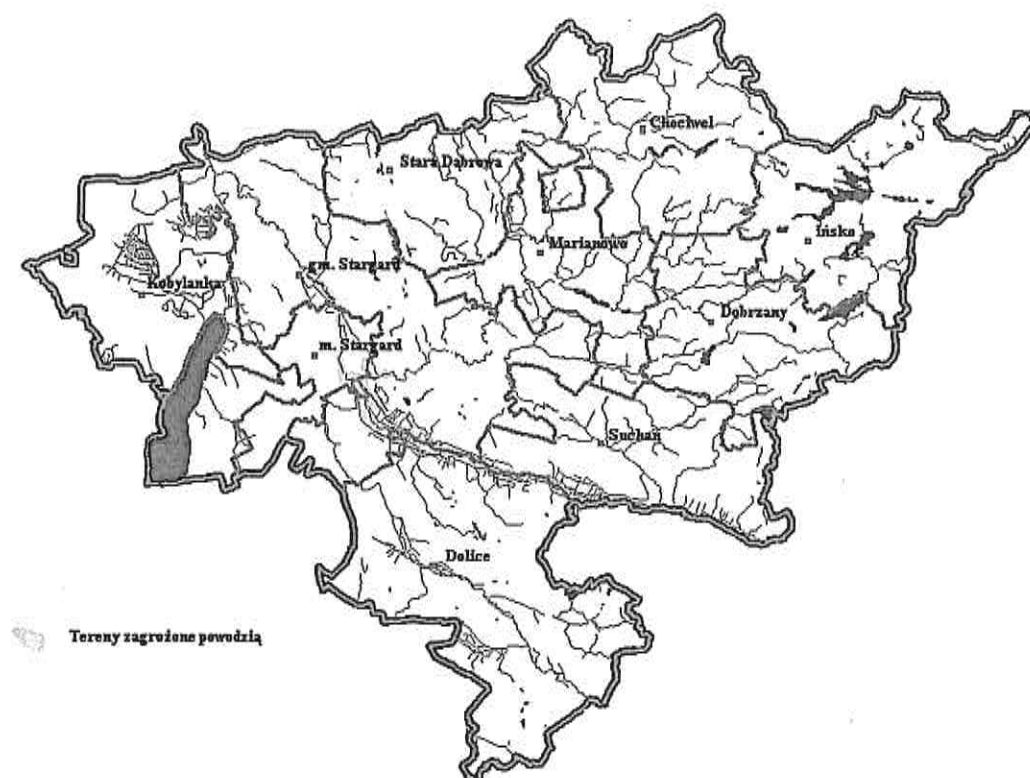 Chociwel
Stara Dąbrowa
Marianowo
Ińsko
gm. Stargard
Kobylanka
Dobrzany
m. Stargard
Suchań
Dolice
Tereny zagrożone powodzią